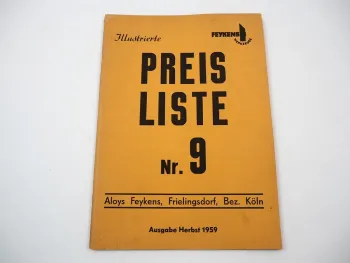 Illustrierte
FEYKENS
PREIS
LISTE
Nr. 9
Aloys Feykens, Frielingsdorf, Bez. Köln
Ausgabe Herbst 1959